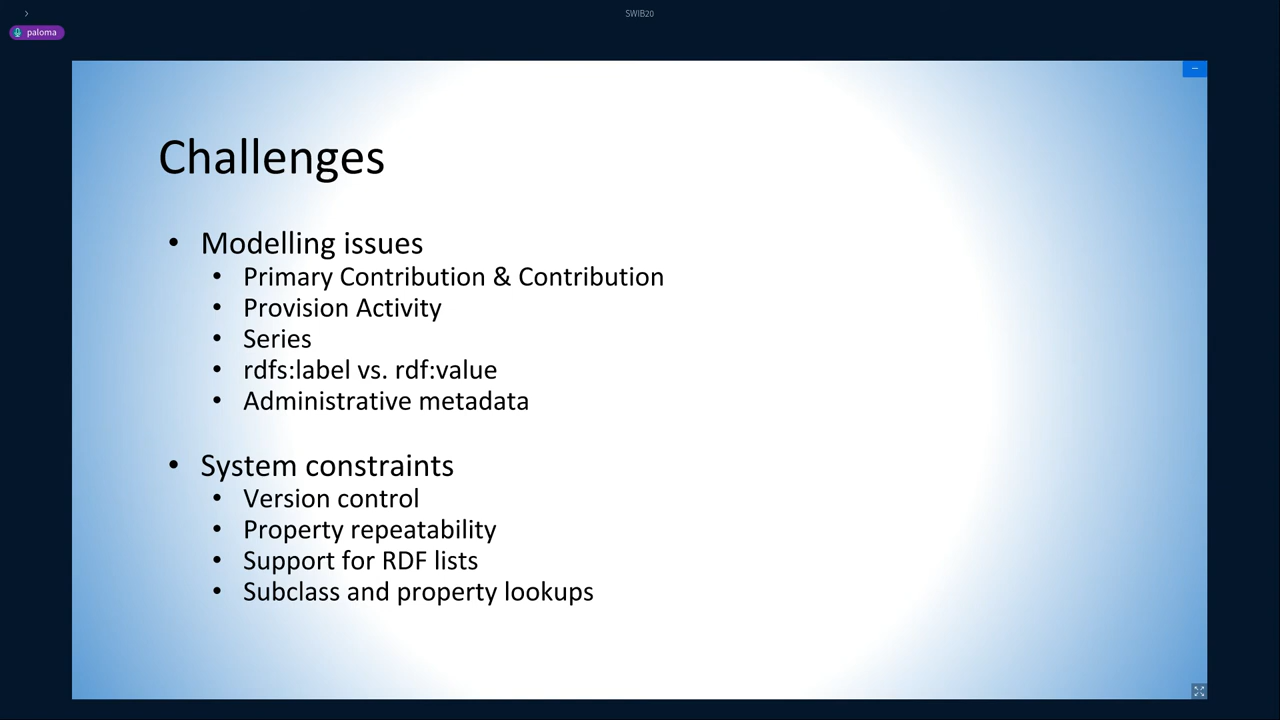 SWIB20
paloma
Challenges
• Modelling issues
• Primary Contribution & Contribution
• Provision Activity
• Series
• rdfs:label vs. rdf:value
• Administrative metadata
• System constraints
• Version control
• Property repeatability
• Support for RDF lists
• Subclass and property lookups